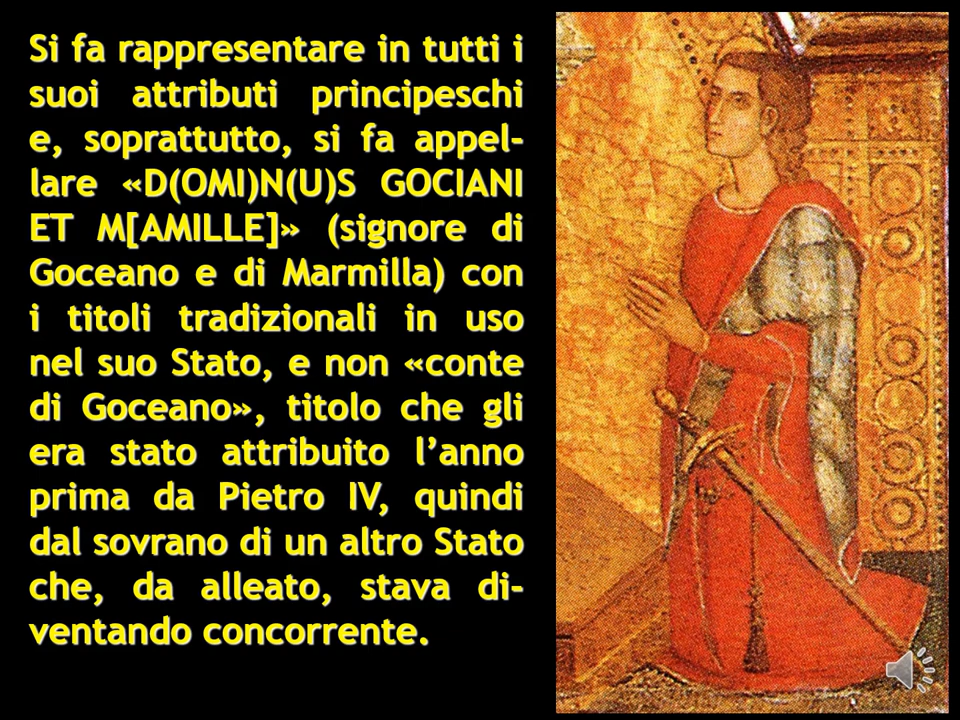 Si fa rappresentare in tutti i
suoi attributi principeschi
e, soprattutto, si fa appel-
lare «D(OMI)N(U)S GOCIANI
ET M[AMILLE]» (signore di
Goceano e di Marmilla) con
i titoli tradizionali in uso
nel suo Stato, e non «conte
di Goceano», titolo che gli
era stato attribuito l’anno
prima da Pietro IV, quindi
dal sovrano di un altro Stato
che, da alleato, stava di-
ventando concorrente.